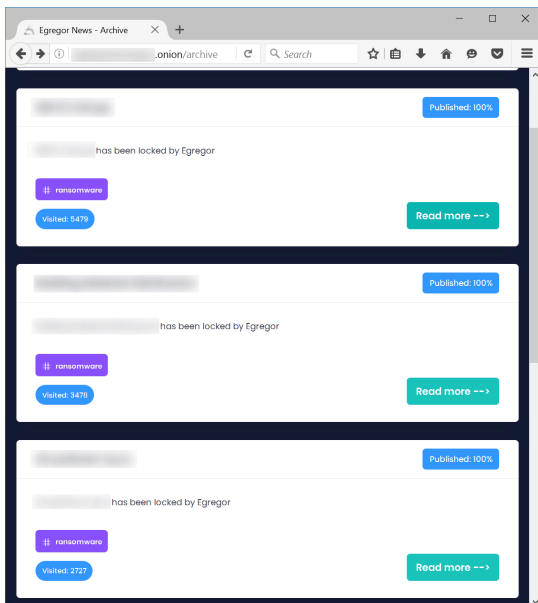 Egregor News - Archive
.onion/archive
Search
Published: 100%
has been locked by Egregor
# ransomware
Visited: 5479
Read more -->
Published: 100%
has been locked by Egregor
# ransomware
Visited: 3478
Read more -->
Published: 100%
has been locked by Egregor
# ransomware
Visited: 2727
Read more -->